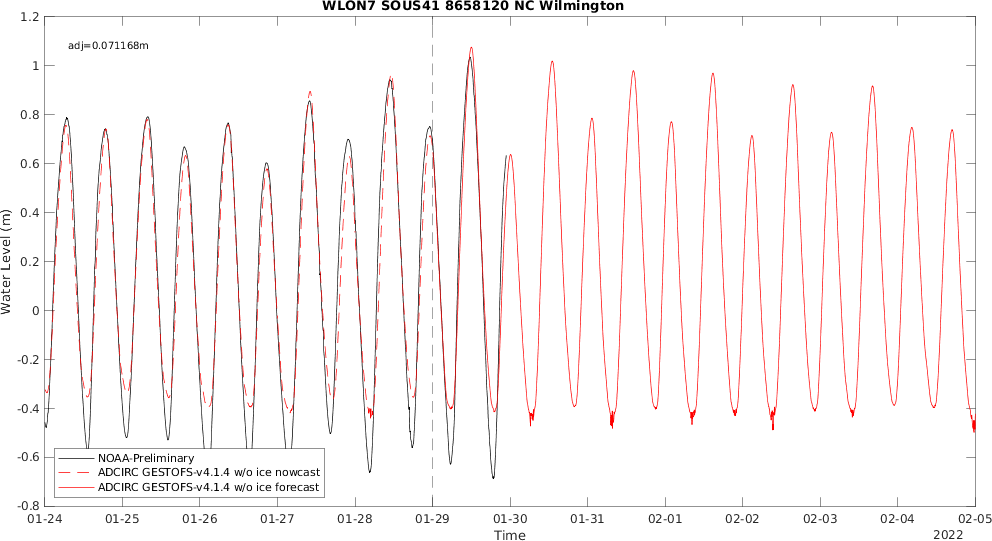 WLON7 SOUS41 8658120 NC Wilmington
adj=0.071168m
Water Level (m)
1.2
1
0.8
0.6
0.4
0.2
0
-0.2
-0.4
-0.6
-0.8
NOAA-Preliminary
ADCIRC GESTOFS-v4.1.4 w/o ice nowcast
ADCIRC GESTOFS-v4.1.4 w/o ice forecast
01-24 01-25 01-26 01-27 01-28 01-29 01-30 01-31 02-01 02-02 02-03 02-04 02-05
Time
2022